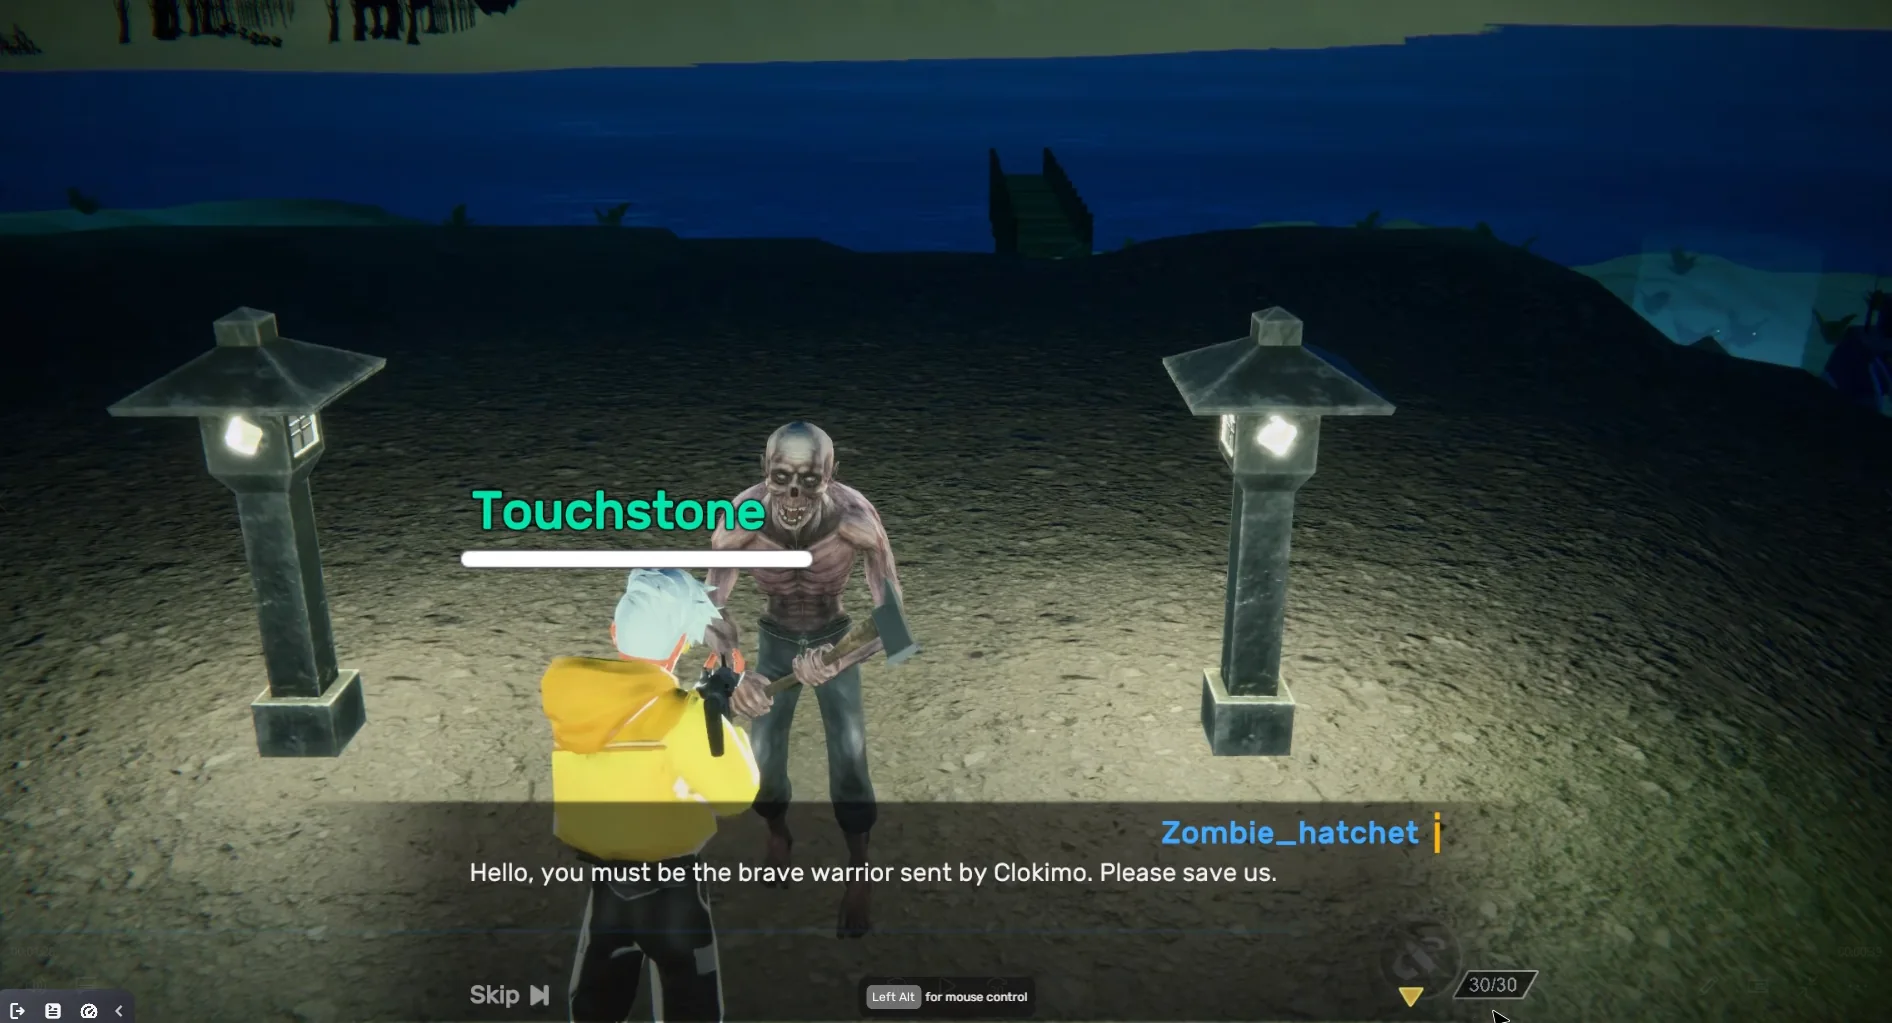 Touchstone
Zombie_hatchet
Hello, you must be the brave warrior sent by Clokimo. Please save us.
Skip
Left Alt for mouse control
30/30